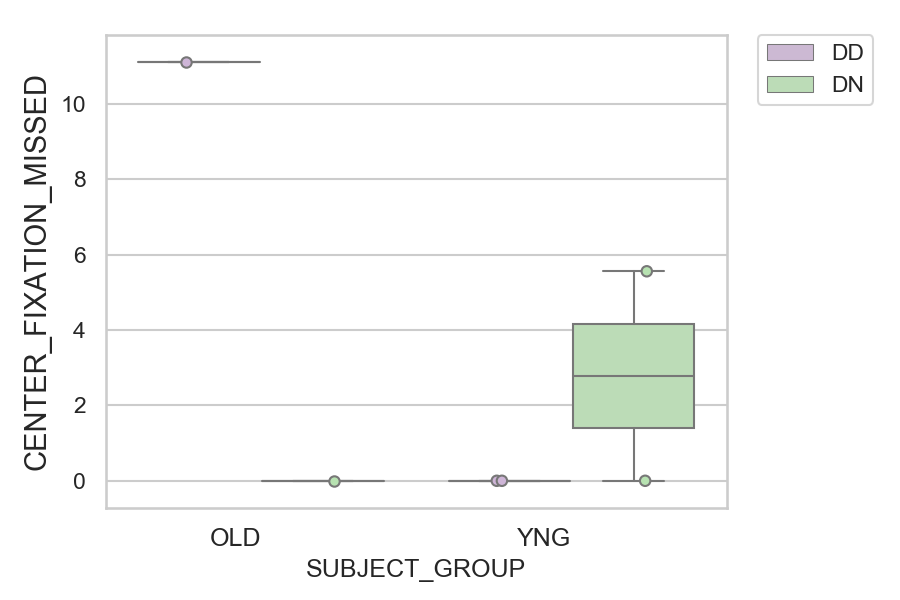 CENTER_FIXATION_MISSED
10
8
6
4
2
0
OLD
YNG
SUBJECT_GROUP
DD
DN